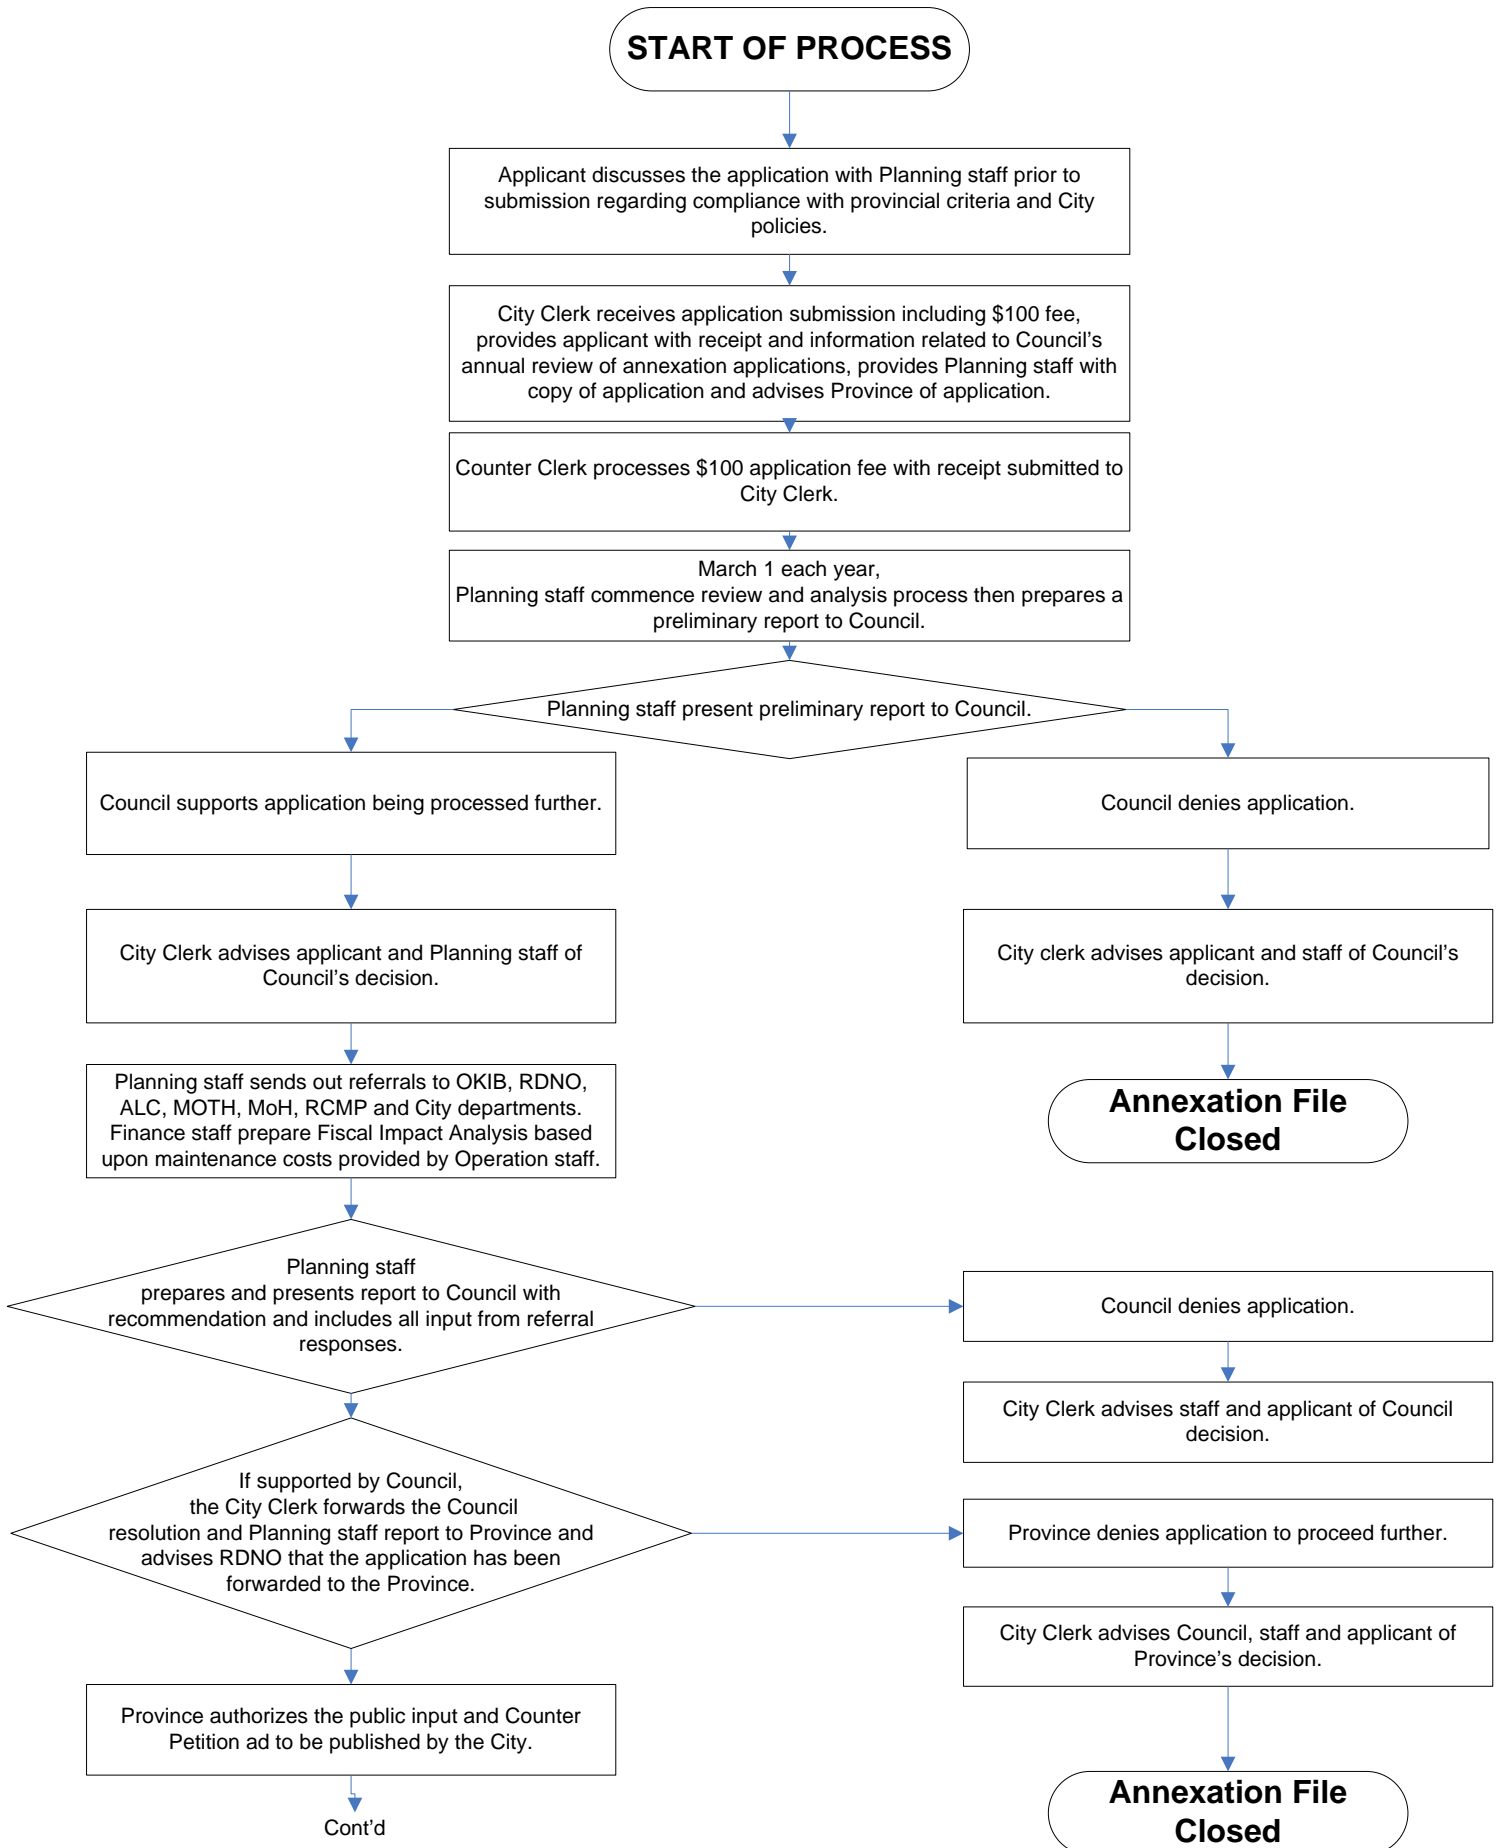 START OF PROCESS
Applicant discusses the application with Planning staff prior to
submission regarding compliance with provincial criteria and City
policies.
City Clerk receives application submission including $100 fee,
provides applicant with receipt and information related to Council’s
annual review of annexation applications, provides Planning staff with
copy of application and advises Province of application.
Counter Clerk processes $100 application fee with receipt submitted to
City Clerk.
March 1 each year,
Planning staff commence review and analysis process then prepares a
preliminary report to Council.
Planning staff present preliminary report to Council.
Council supports application being processed further.
Council denies application.
City Clerk advises applicant and Planning staff of
Council’s decision.
City clerk advises applicant and staff of Council’s
decision.
Planning staff sends out referrals to OKIB, RDNO,
ALC, MOTH, MoH, RCMP and City departments.
Finance staff prepare Fiscal Impact Analysis based
upon maintenance costs provided by Operation staff.
Annexation File
Closed
Planning staff
prepares and presents report to Council with
recommendation and includes all input from referral
responses.
Council denies application.
City Clerk advises staff and applicant of Council
decision.
If supported by Council,
the City Clerk forwards the Council
resolution and Planning staff report to Province and
advises RDNO that the application has been
forwarded to the Province.
Province denies application to proceed further.
City Clerk advises Council, staff and applicant of
Province’s decision.
Province authorizes the public input and Counter
Petition ad to be published by the City.
Annexation File
Closed
Cont’d